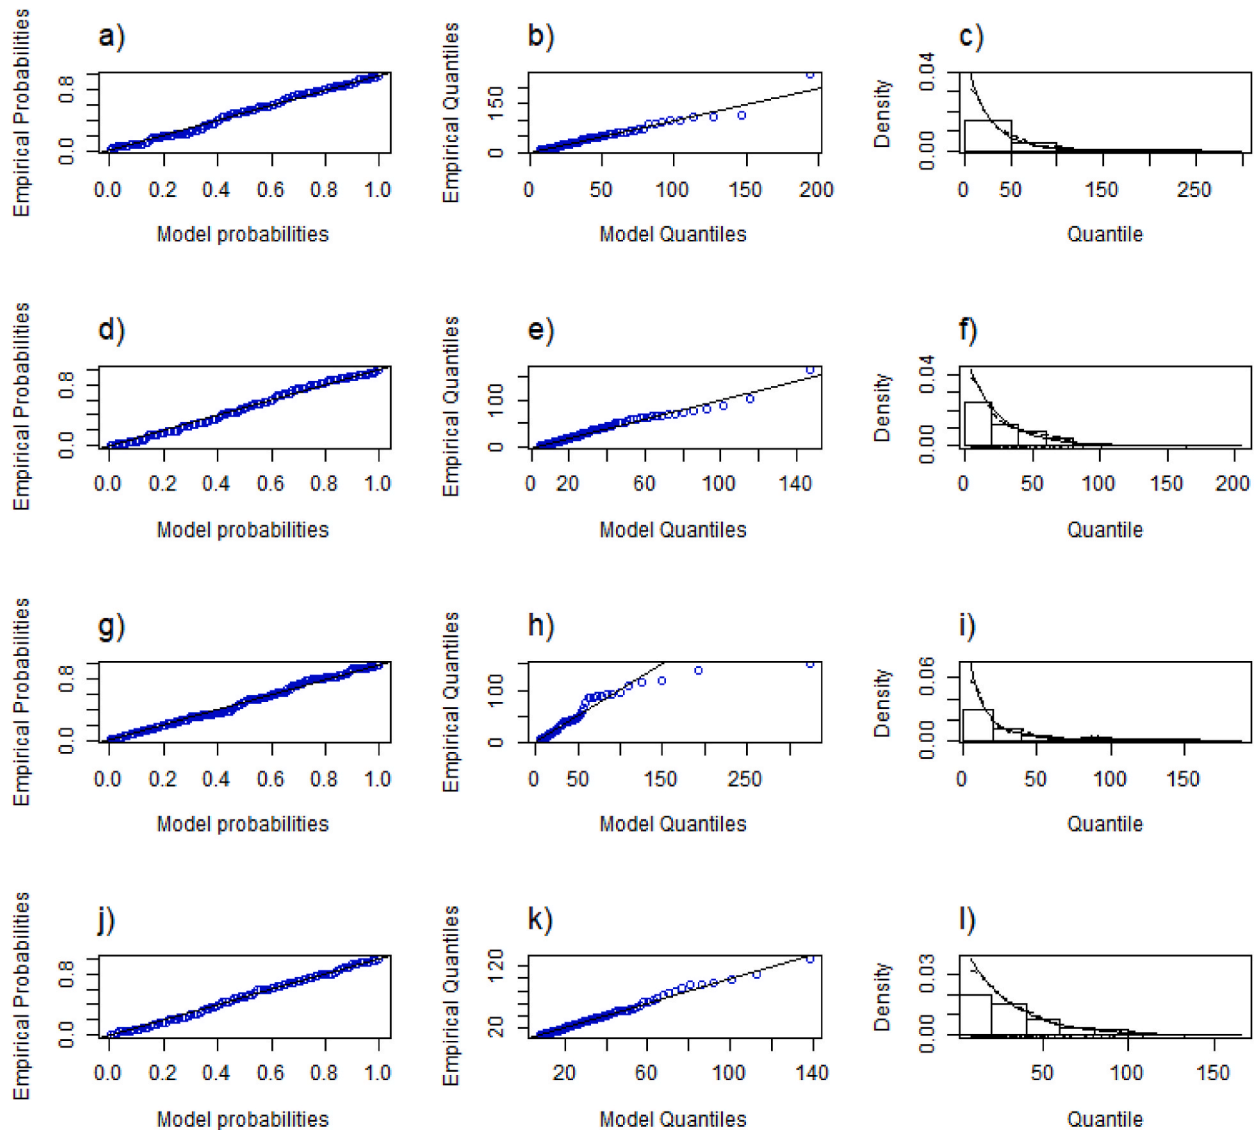 a)
Empirical Probabilities
0.0 0.8
0.0 0.2 0.4 0.6 0.8 1.0
Model probabilities
b)
Empirical Quantiles
0 150
0 50 100 150 200
Model Quantiles
c)
Density
0.00 0.04
0 50 150 250
Quantile
d)
Empirical Probabilities
0.0 0.8
0.0 0.2 0.4 0.6 0.8 1.0
Model probabilities
e)
Empirical Quantiles
0 100
0 20 60 100 140
Model Quantiles
f)
Density
0.00 0.04
0 50 100 150 200
Quantile
g)
Empirical Probabilities
0.0 0.8
0.0 0.2 0.4 0.6 0.8 1.0
Model probabilities
h)
Empirical Quantiles
0 100
0 50 150 250
Model Quantiles
i)
Density
0.00 0.06
0 50 100 150
Quantile
j)
Empirical Probabilities
0.0 0.8
0.0 0.2 0.4 0.6 0.8 1.0
Model probabilities
k)
Empirical Quantiles
20 120
20 60 100 140
Model Quantiles
l)
Density
0.00 0.03
50 100 150
Quantile